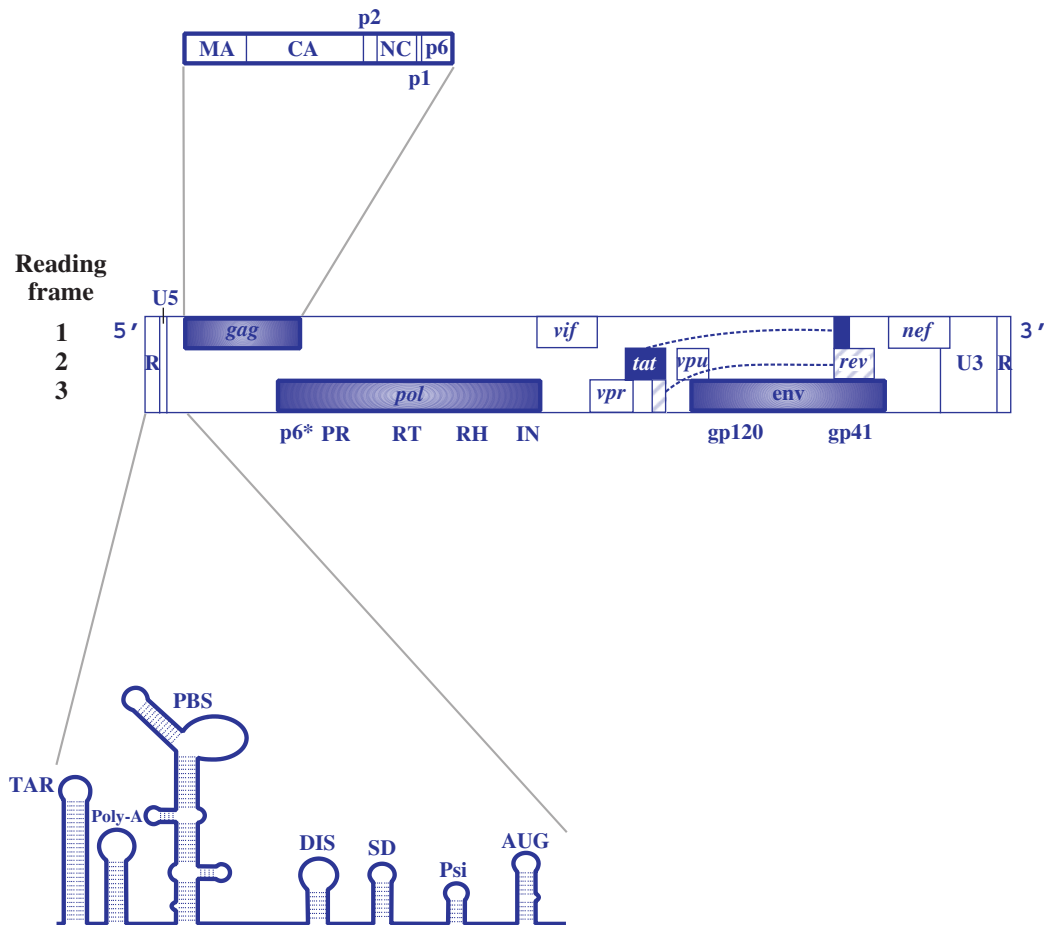 p2
MA CA NC p6
p1
Reading
frame
U5
1 5′ gag vif nef 3′
2 R tat vpu rev U3 R
3 pol vpr env
p6* PR RT RH IN gp120 gp41
PBS
TAR
Poly-A
DIS SD AUG
Psi